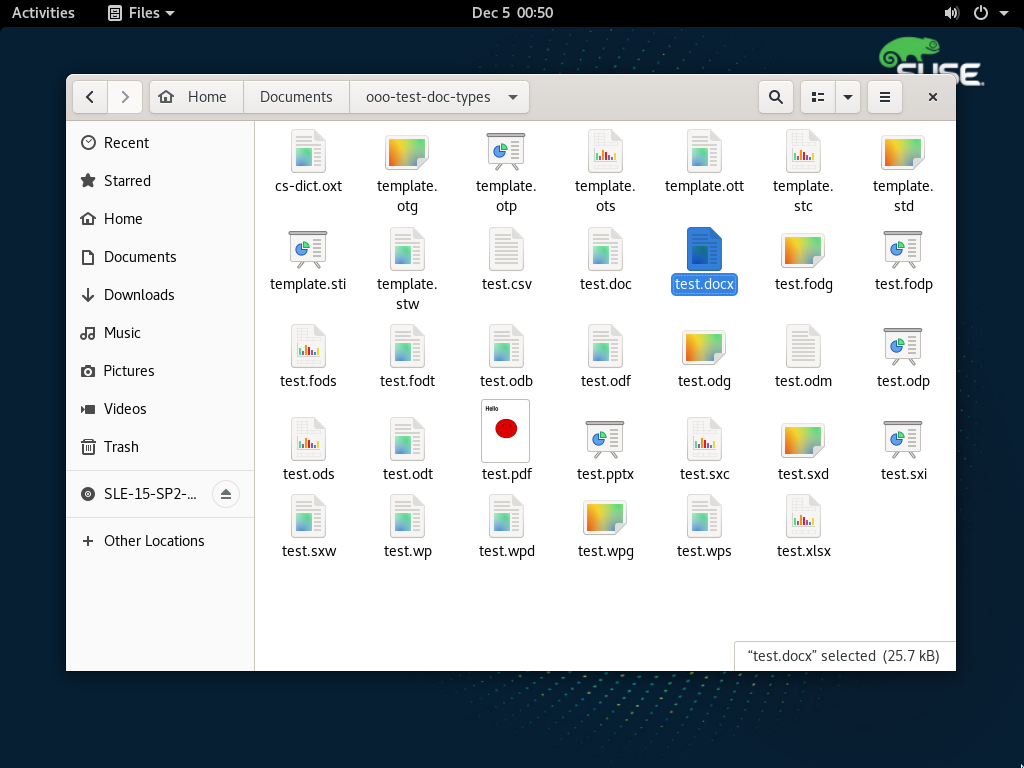 Activities Files Dec 5 00:50
SUSE
Home Documents ooo-test-doc-types
Recent
Starred
Home
Documents
Downloads
Music
Pictures
Videos
Trash
SLE-15-SP2-...
Other Locations
cs-dict.oxt template. template. template. template.ott template. template.
otg otp ots stc std
template.sti template. test.csv test.doc test.docx test.fodg test.fodp
stw
test.fods test.fodt test.odb test.odf test.odg test.odm test.odp
Hello
test.ods test.odt test.pdf test.pptx test.sxc test.sxd test.sxi
test.sxw test.wp test.wpd test.wpg test.wps test.xlsx
“test.docx” selected (25.7 kB)